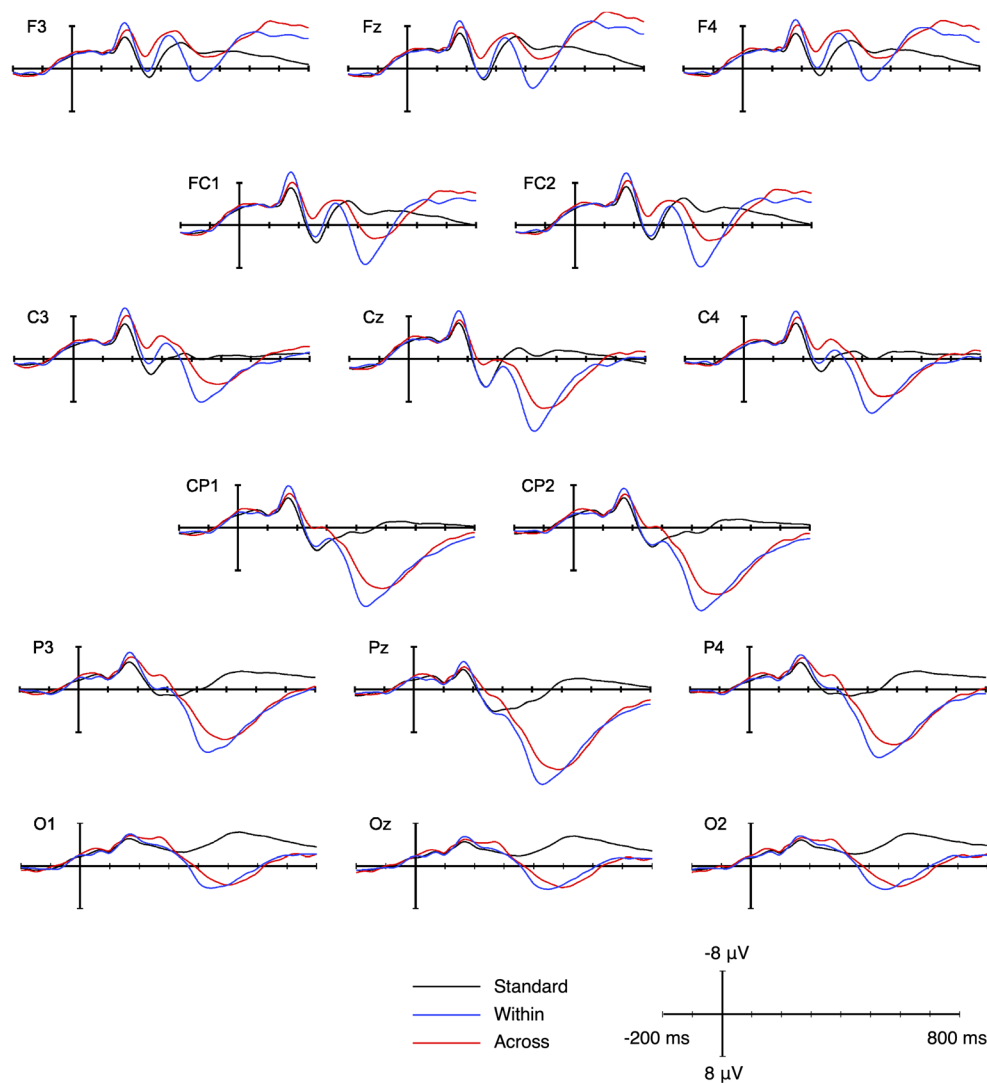 F3 Fz F4
FC1 FC2
C3 Cz C4
CP1 CP2
P3 Pz P4
O1 Oz O2
-8 µV
Standard
Within
Across
-200 ms 800 ms
8 µV